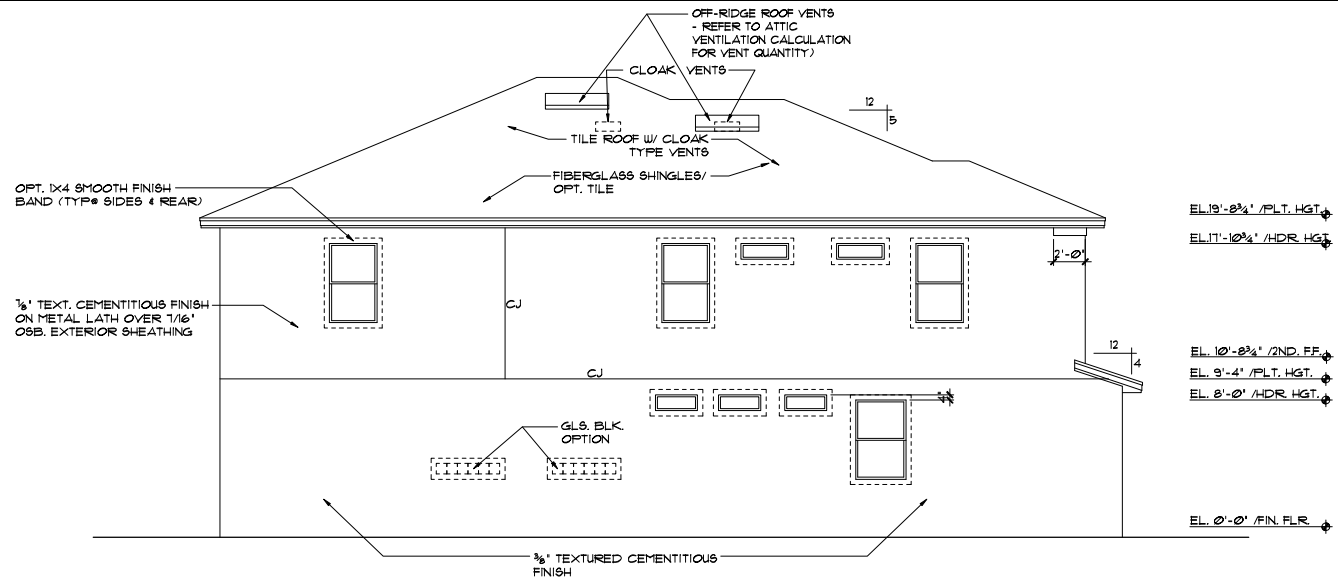 OFF-RIDGE ROOF VENTS
- REFER TO ATTIC
VENTILATION CALCULATION
FOR VENT QUANTITY)
CLOAK VENTS
12
5
TILE ROOF W/ CLOAK
TYPE VENTS
FIBERGLASS SHINGLES/
OPT. TILE
OPT. 1X4 SMOOTH FINISH
BAND (TYP@ SIDES & REAR)
EL.19'-8¾" /PLT. HGT.
EL.17'-10¾" /HDR. HGT.
2'-0"
⅞" TEXT. CEMENTITIOUS FINISH
ON METAL LATH OVER 7/16"
OSB. EXTERIOR SHEATHING
CJ
12
4
EL. 10'-8¾" /2ND. F.F.
CJ
EL. 9'-4" /PLT. HGT.
EL. 8'-0" /HDR. HGT.
GLS. BLK.
OPTION
EL. 0'-0" /FIN. FLR.
⅜" TEXTURED CEMENTITIOUS
FINISH